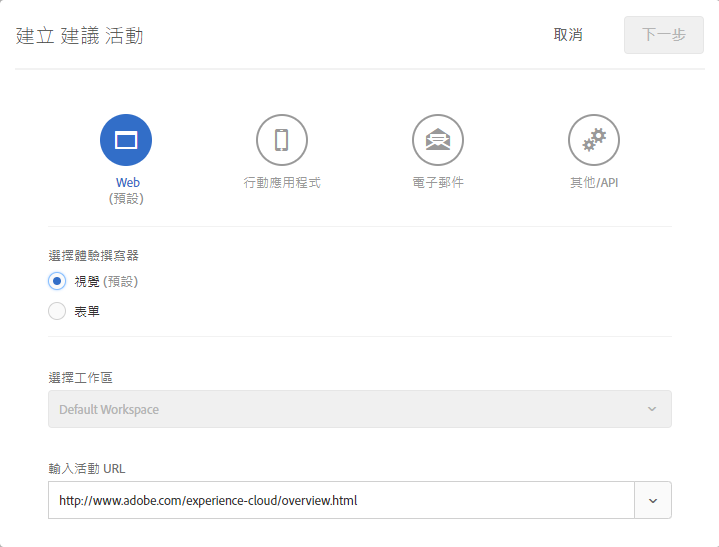 建立 建議 活動
取消
下一步
Web
(預設)
行動應用程式
電子郵件
其他/API
選擇體驗撰寫器
視覺 (預設)
表單
選擇工作區
Default Workspace
輸入活動 URL
http://www.adobe.com/experience-cloud/overview.html